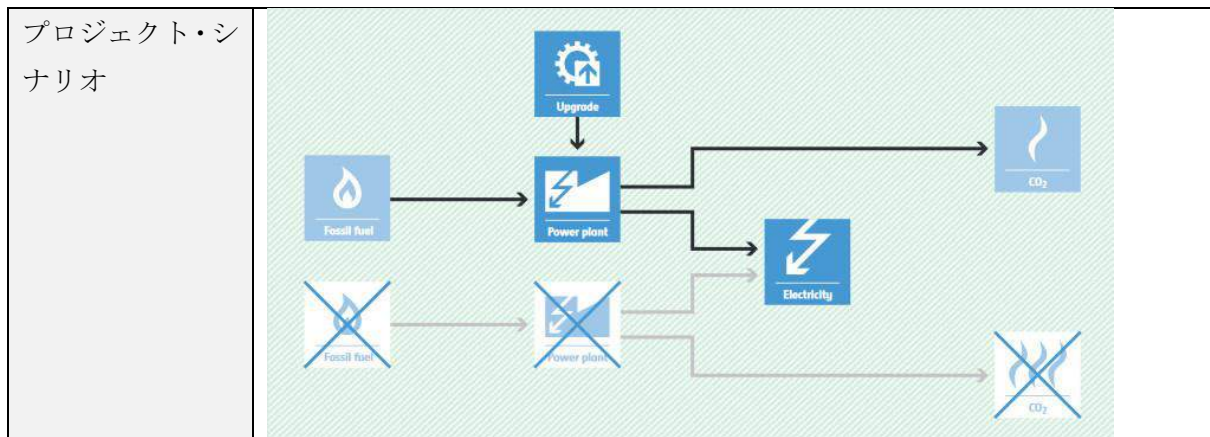 プロジェクト・シ
ナリオ
Upgrade
Fossil fuel
Power plant
CO₂
Electricity
Fossil fuel
Power plant
CO₂